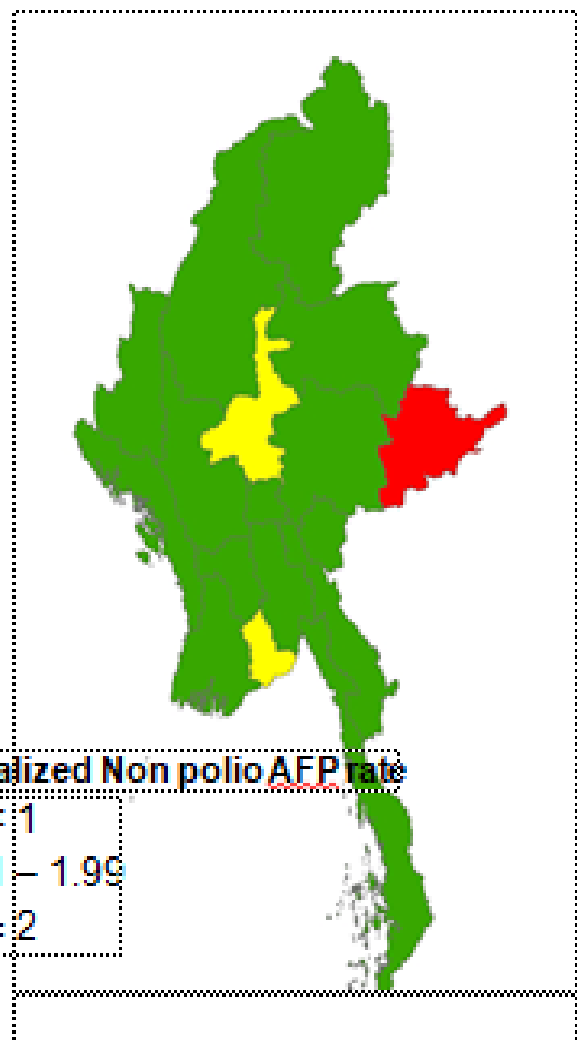 alized Non polio AFP rate
= 1
– 1.99
= 2